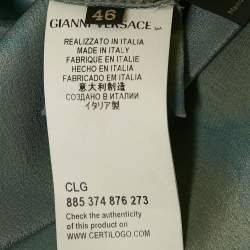 46
GIANNI VERSACE
REALIZZATO IN ITALIA
MADE IN ITALY
FABRIQUE EN ITALIE
HECHO EN ITALIA
FABRICADO EM ITÁLIA
意大利制造
СОЗДАНО В ИТАЛИИ
イタリア製
CLG
885 374 876 273
Check the authenticity
of this product on
WWW.CERTILOGO.COM